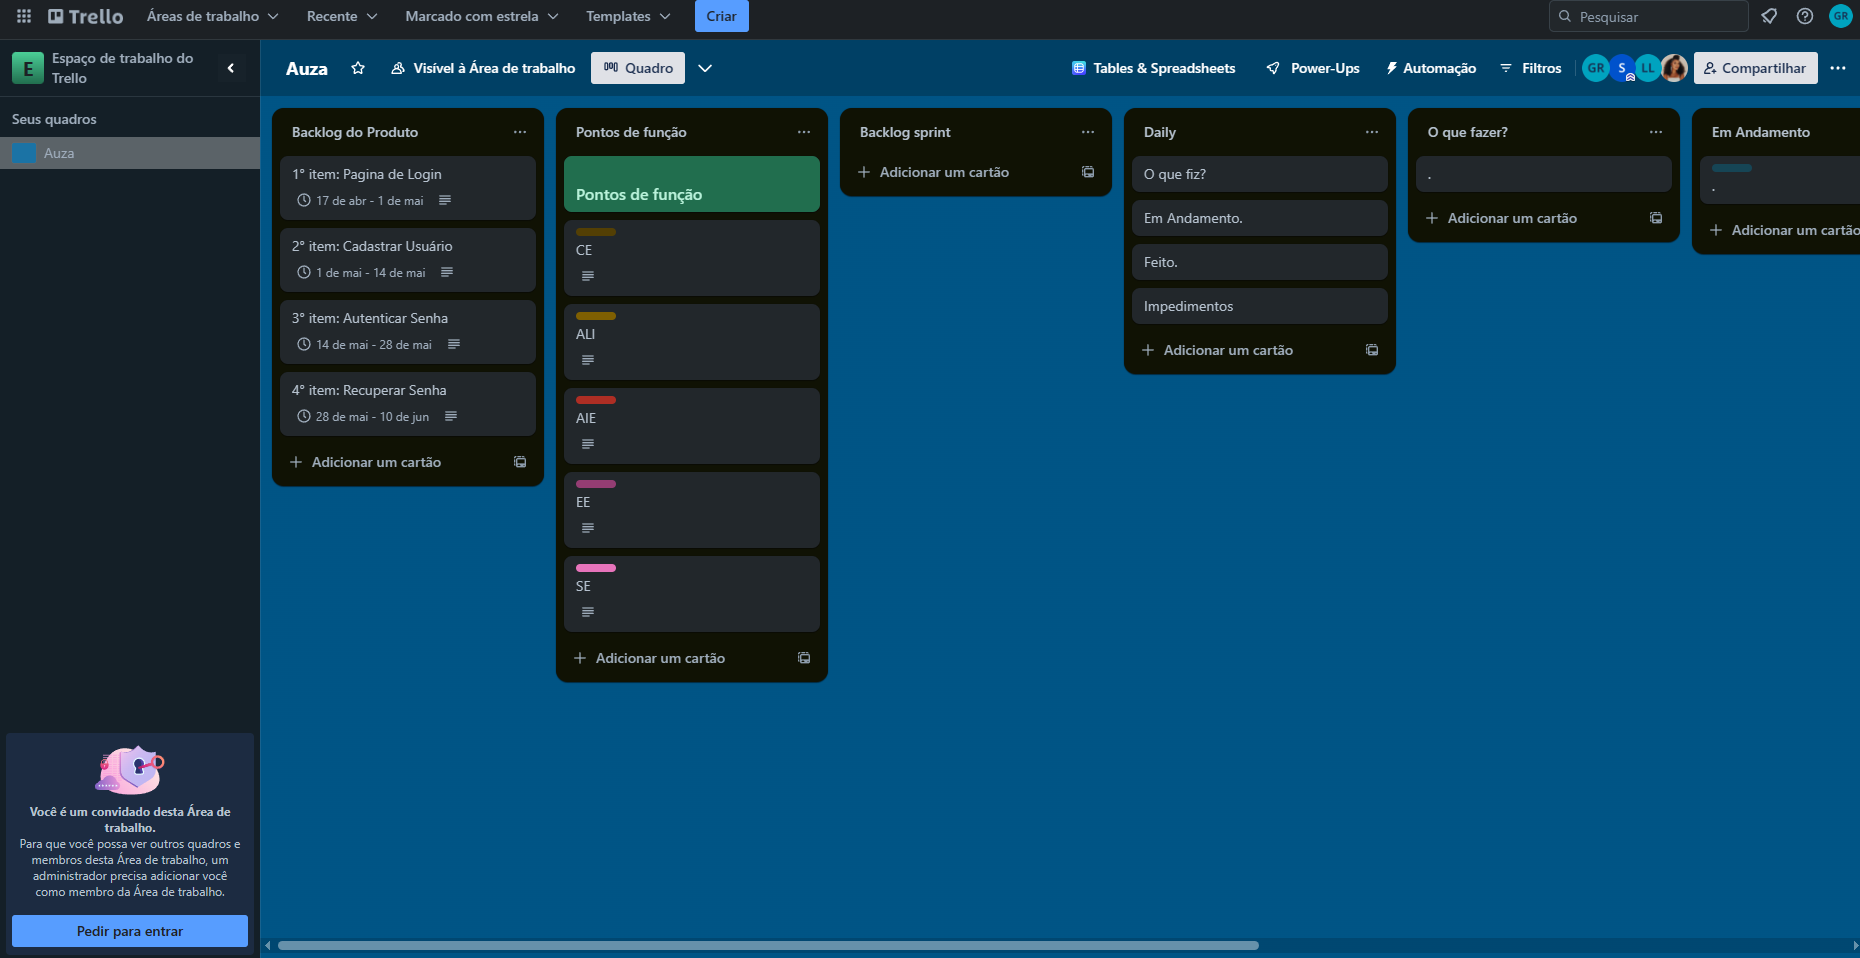 Trello
Áreas de trabalho
Recente
Marcado com estrela
Templates
Criar
Pesquisar
GR
E
Espaço de trabalho do
Trello
Seus quadros
Auza
Auza
Visível à Área de trabalho
Quadro
Tables & Spreadsheets
Power-Ups
Automação
Filtros
GR
S
LL
Compartilhar
Backlog do Produto
1° item: Pagina de Login
17 de abr - 1 de mai
2° item: Cadastrar Usuário
1 de mai - 14 de mai
3° item: Autenticar Senha
14 de mai - 28 de mai
4° item: Recuperar Senha
28 de mai - 10 de jun
Adicionar um cartão
Pontos de função
Pontos de função
CE
ALI
AIE
EE
SE
Adicionar um cartão
Backlog sprint
Adicionar um cartão
Daily
O que fiz?
Em Andamento.
Feito.
Impedimentos
Adicionar um cartão
O que fazer?
.
Adicionar um cartão
Em Andamento
.
Adicionar um cartão
Você é um convidado desta Área de
trabalho.
Para que você possa ver outros quadros e
membros desta Área de trabalho, um
administrador precisa adicionar você
como membro da Área de trabalho.
Pedir para entrar